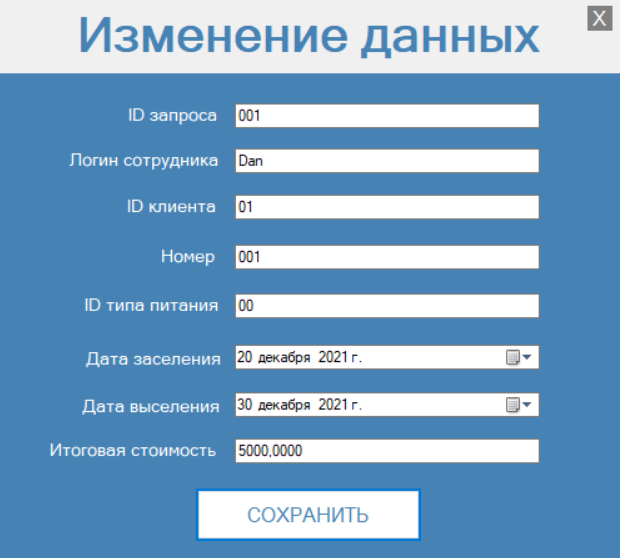 Изменение данных X
ID запроса 001
Логин сотрудника Dan
ID клиента 01
Номер 001
ID типа питания 00
Дата заселения 20 декабря 2021 г.
Дата выселения 30 декабря 2021 г.
Итоговая стоимость 5000,0000
СОХРАНИТЬ